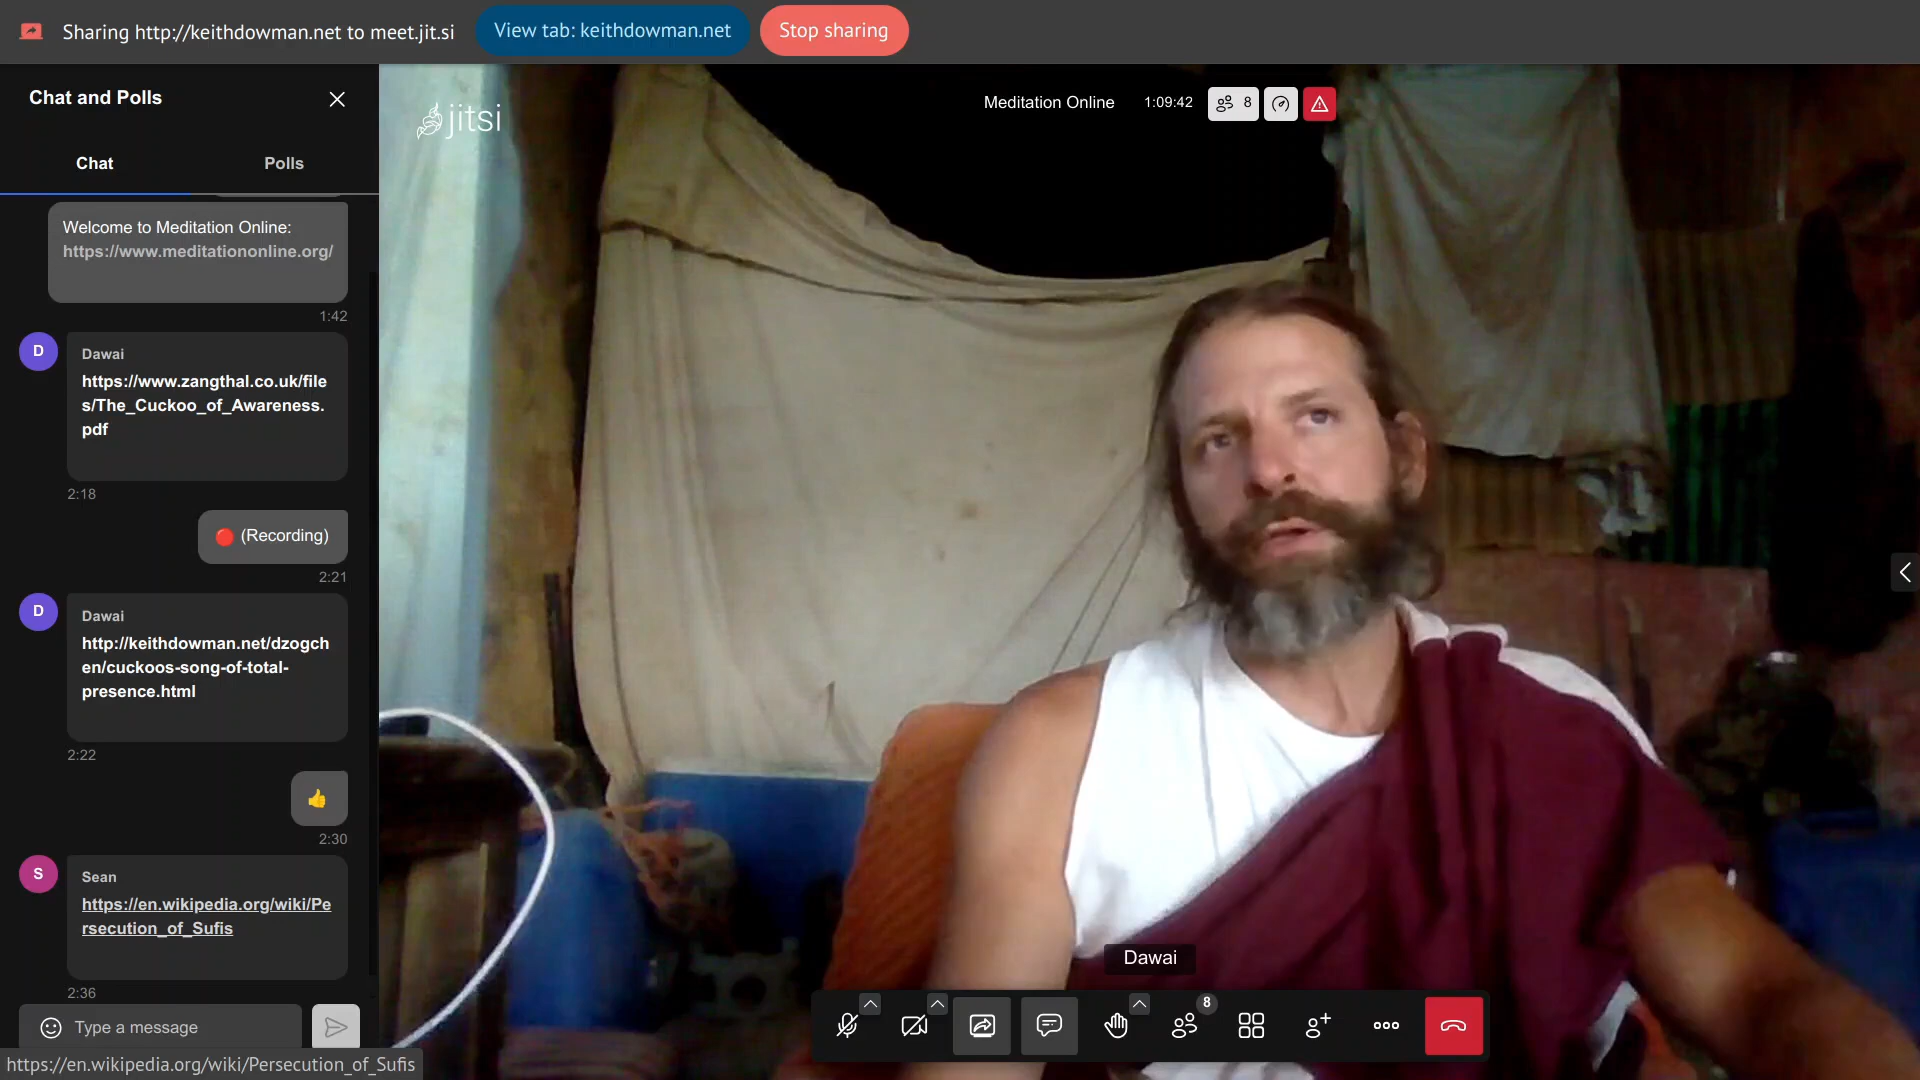 Sharing http://keithdowman.net to meet.jit.si
View tab: keithdowman.net
Stop sharing
Chat and Polls
Chat
Polls
Welcome to Meditation Online:
https://www.meditationonline.org/
1:42
D
Dawai
https://www.zangthal.co.uk/file
s/The_Cuckoo_of_Awareness.
pdf
2:18
(Recording)
2:21
D
Dawai
http://keithdowman.net/dzogch
en/cuckoos-song-of-total-
presence.html
2:22
2:30
S
Sean
https://en.wikipedia.org/wiki/Pe
rsecution_of_Sufis
2:36
Type a message
https://en.wikipedia.org/wiki/Persecution_of_Sufis
jitsi
Meditation Online
1:09:42
8
Dawai
8